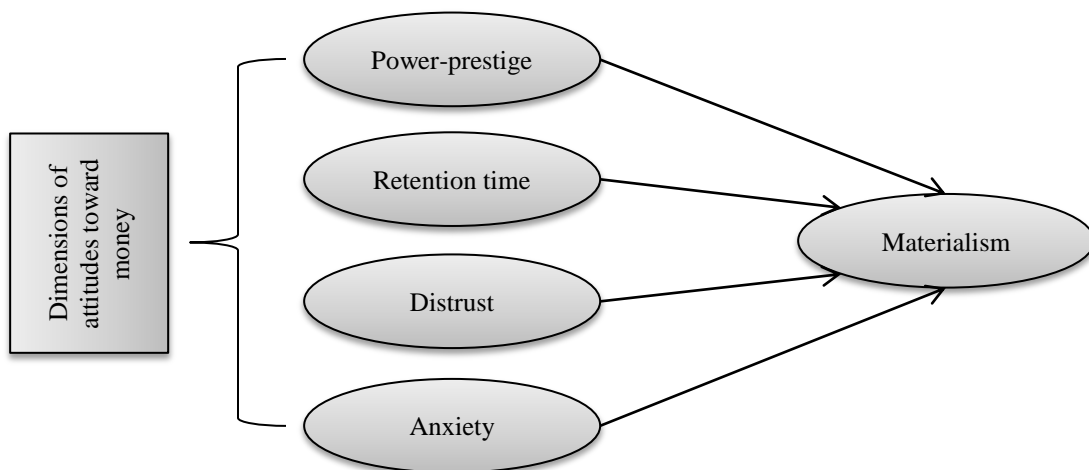 Dimensions of
attitudes toward
money
Power-prestige
Retention time
Distrust
Anxiety
Materialism